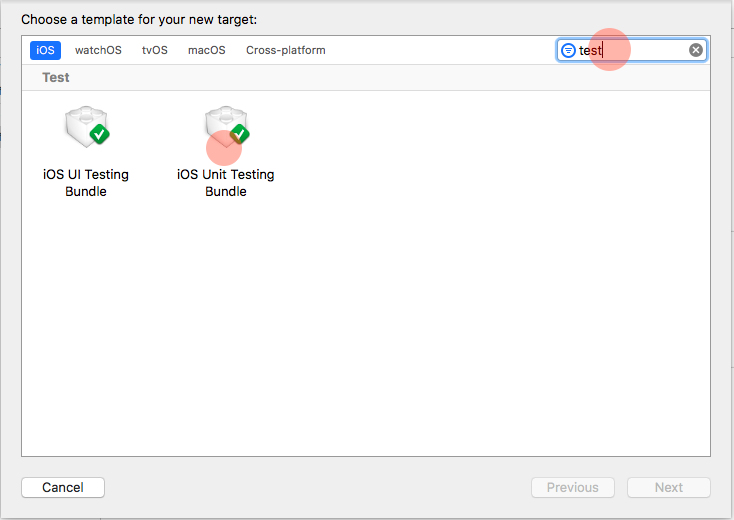 Choose a template for your new target:
iOS watchOS tvOS macOS Cross-platform test
Test
iOS UI Testing Bundle
iOS Unit Testing Bundle
Cancel Previous Next